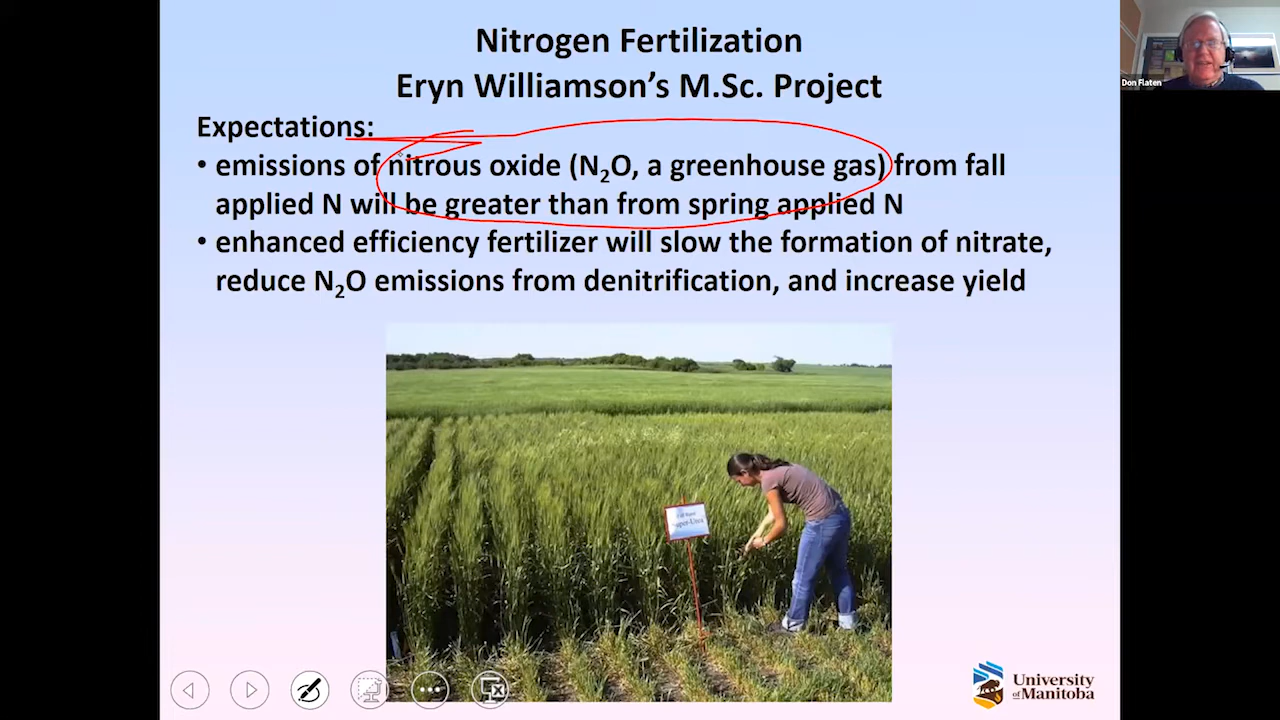 Nitrogen Fertilization
Eryn Williamson's M.Sc. Project
Expectations:
• emissions of nitrous oxide (N₂O, a greenhouse gas) from fall
applied N will be greater than from spring applied N
• enhanced efficiency fertilizer will slow the formation of nitrate,
reduce N₂O emissions from denitrification, and increase yield
Don Flaten
Super-Urea
University
of Manitoba